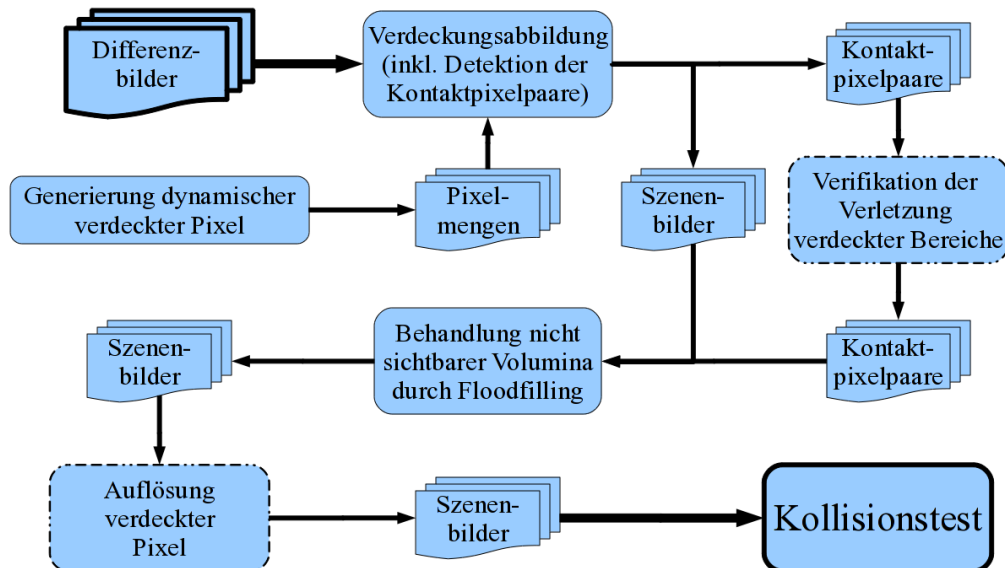 Differenz-
bilder
Verdeckungsabbildung
(inkl. Detektion der
Kontaktpixelpaare)
Kontakt-
pixelpaare
Generierung dynamischer
verdeckter Pixel
Pixel-
mengen
Szenen-
bilder
Verifikation der
Verletzung
verdeckter Bereiche
Szenen-
bilder
Behandlung nicht
sichtbarer Volumina
durch Floodfilling
Kontakt-
pixelpaare
Auflösung
verdeckter
Pixel
Szenen-
bilder
Kollisionstest